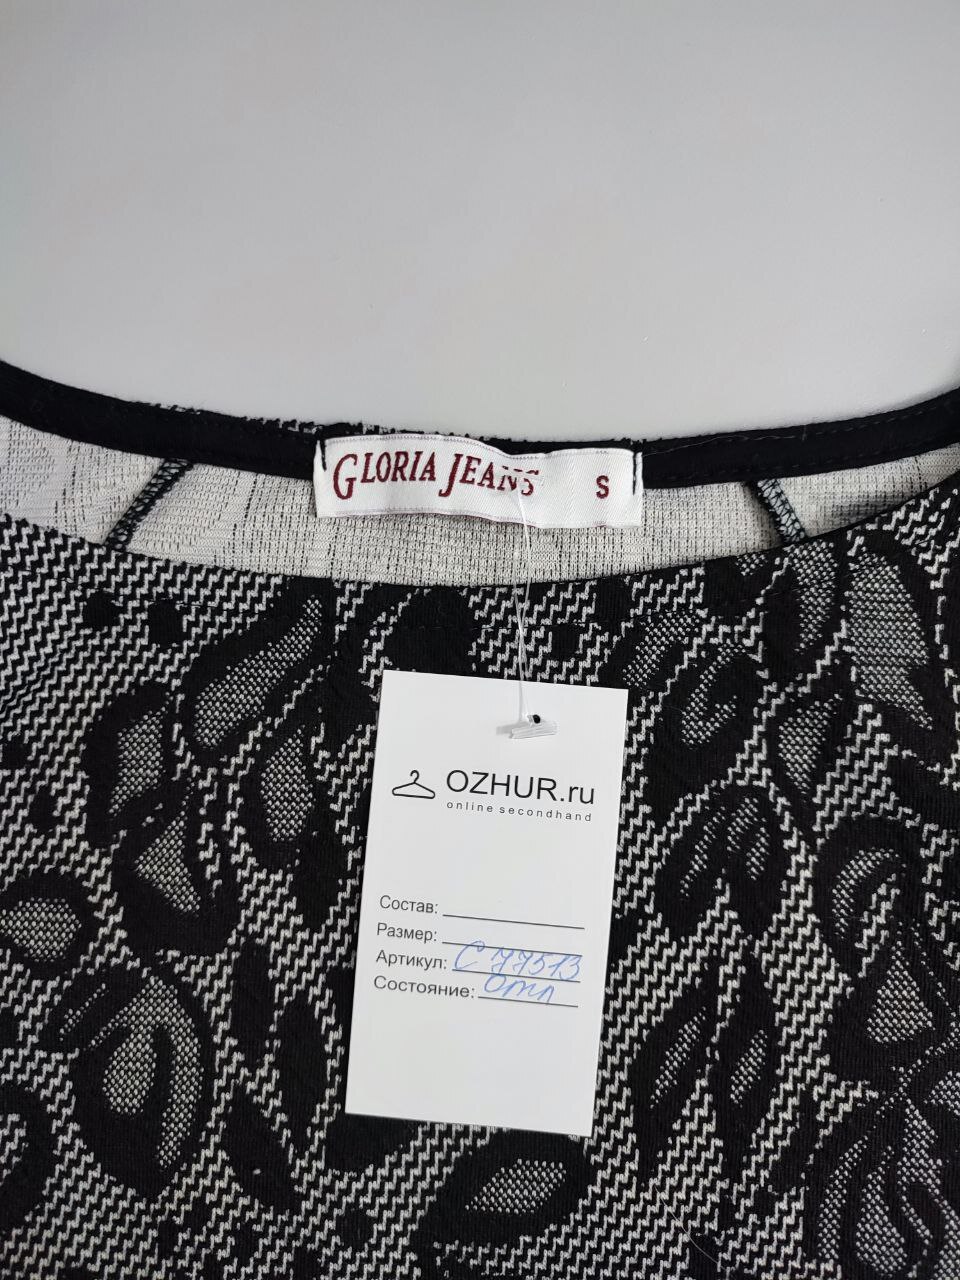 GLORIA JEANS S
OZHUR.ru
online secondhand
Состав:
Размер:
Артикул: С 77513
Состояние: отл